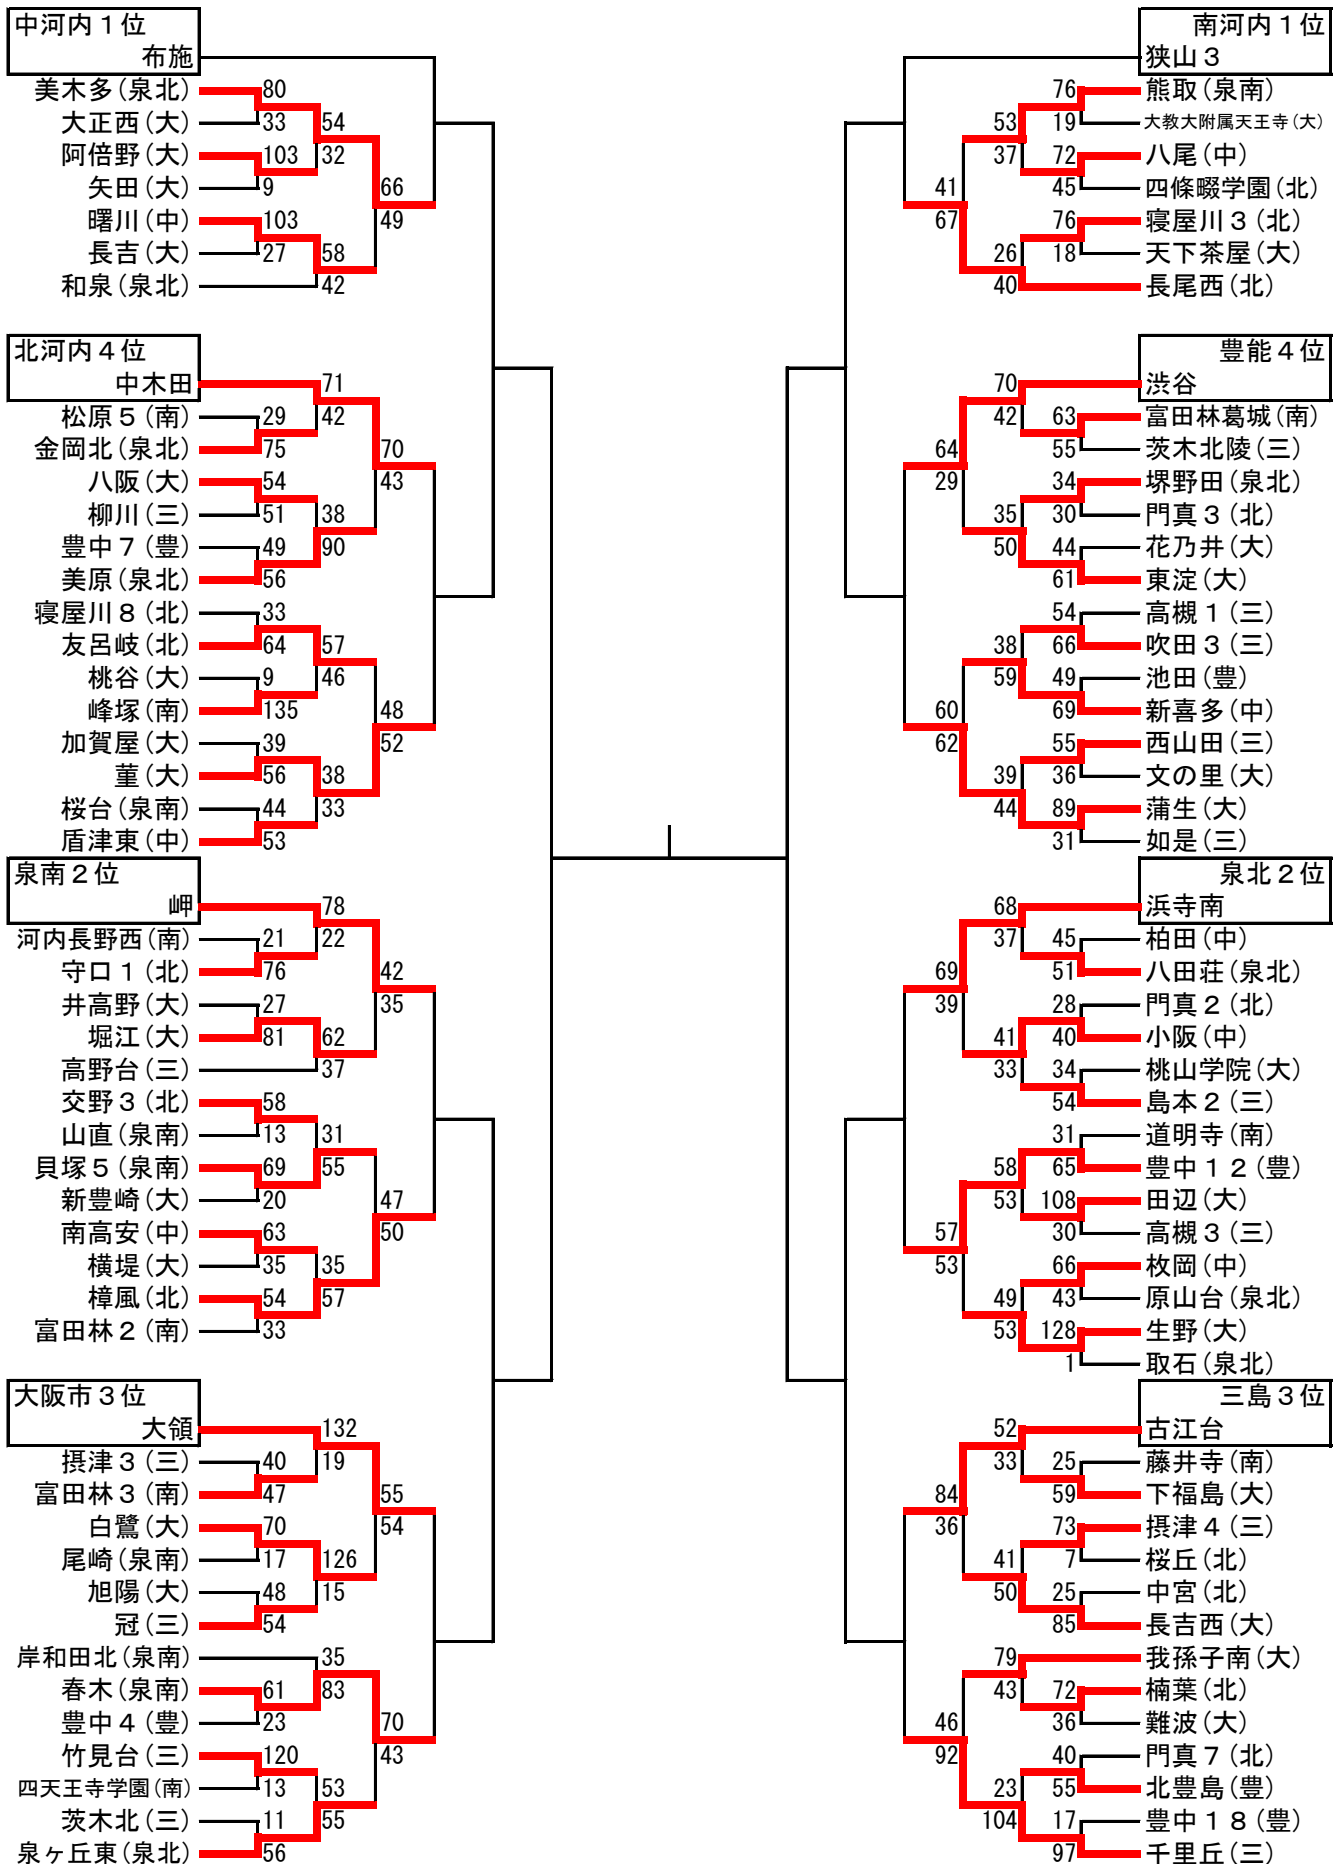 中河内１位
布施
美木多(泉北)
80
大正西(大)
33
54
阿倍野(大)
103
32
矢田(大)
9
66
曙川(中)
103
49
長吉(大)
27
58
和泉(泉北)
42
北河内４位
中木田
71
松原５(南)
29
42
金岡北(泉北)
75
70
八阪(大)
54
43
柳川(三)
51
38
豊中７(豊)
49
90
美原(泉北)
56
寝屋川８(北)
33
友呂岐(北)
64
57
桃谷(大)
9
46
峰塚(南)
135
48
加賀屋(大)
39
52
菫(大)
56
38
桜台(泉南)
44
33
盾津東(中)
53
泉南２位
岬
78
河内長野西(南)
21
22
守口１(北)
76
42
井高野(大)
27
35
堀江(大)
81
62
高野台(三)
37
交野３(北)
58
山直(泉南)
13
31
貝塚５(泉南)
69
55
新豊崎(大)
20
47
南高安(中)
63
50
横堤(大)
35
35
樟風(北)
54
57
富田林２(南)
33
大阪市３位
大領
132
摂津３(三)
40
19
富田林３(南)
47
55
白鷺(大)
70
54
尾崎(泉南)
17
126
旭陽(大)
48
15
冠(三)
54
岸和田北(泉南)
35
春木(泉南)
61
83
豊中４(豊)
23
70
竹見台(三)
120
43
四天王寺学園(南)
13
53
茨木北(三)
11
55
泉ヶ丘東(泉北)
56
南河内１位
狭山３
76
熊取(泉南)
53
19
大教大附属天王寺(大)
37
72
八尾(中)
41
45
四條畷学園(北)
67
76
寝屋川３(北)
26
18
天下茶屋(大)
40
長尾西(北)
豊能４位
70
渋谷
42
63
富田林葛城(南)
64
55
茨木北陵(三)
29
34
堺野田(泉北)
35
30
門真３(北)
50
44
花乃井(大)
61
東淀(大)
54
高槻１(三)
38
66
吹田３(三)
59
49
池田(豊)
60
69
新喜多(中)
62
55
西山田(三)
39
36
文の里(大)
44
89
蒲生(大)
31
如是(三)
泉北２位
68
浜寺南
37
45
柏田(中)
69
51
八田荘(泉北)
39
28
門真２(北)
41
40
小阪(中)
33
34
桃山学院(大)
54
島本２(三)
31
道明寺(南)
58
65
豊中１２(豊)
53
108
田辺(大)
57
30
高槻３(三)
53
66
枚岡(中)
49
43
原山台(泉北)
53
128
生野(大)
1
取石(泉北)
三島３位
52
古江台
33
25
藤井寺(南)
84
59
下福島(大)
36
73
摂津４(三)
41
7
桜丘(北)
50
25
中宮(北)
85
長吉西(大)
79
我孫子南(大)
43
72
楠葉(北)
46
36
難波(大)
92
40
門真７(北)
23
55
北豊島(豊)
104
17
豊中１８(豊)
97
千里丘(三)